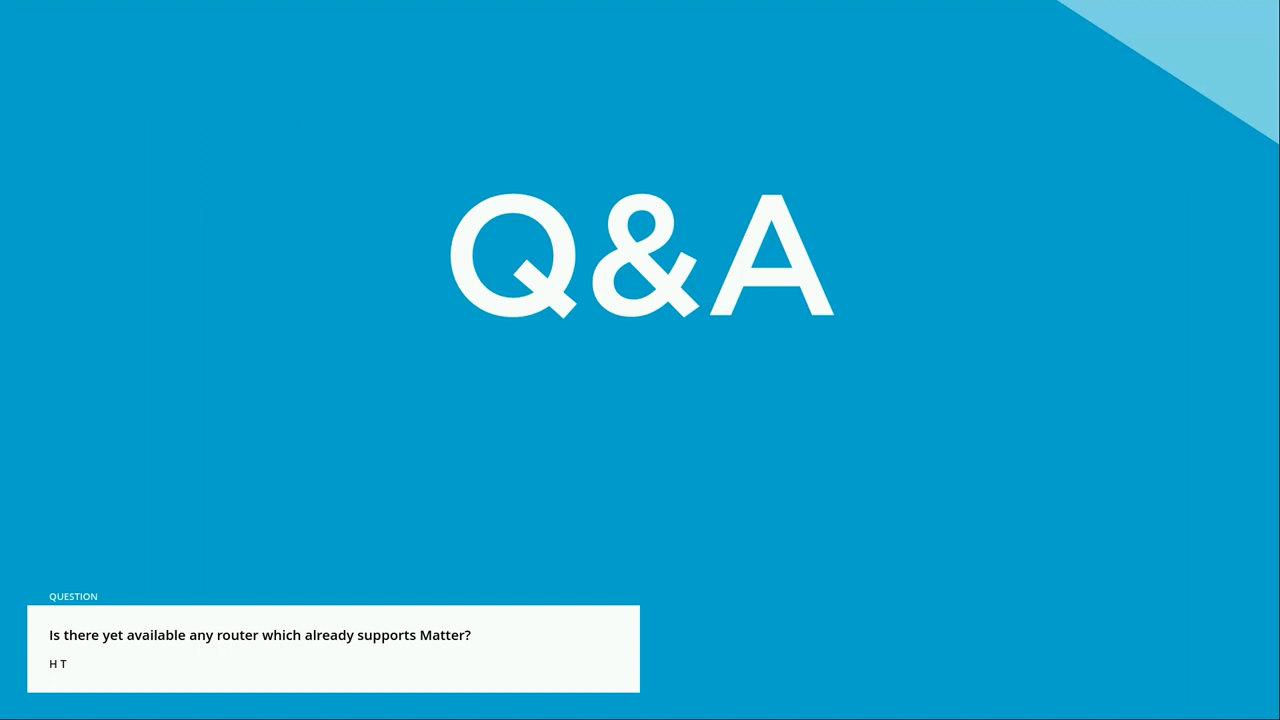 Q&A
QUESTION
Is there yet available any router which already supports Matter?
H T